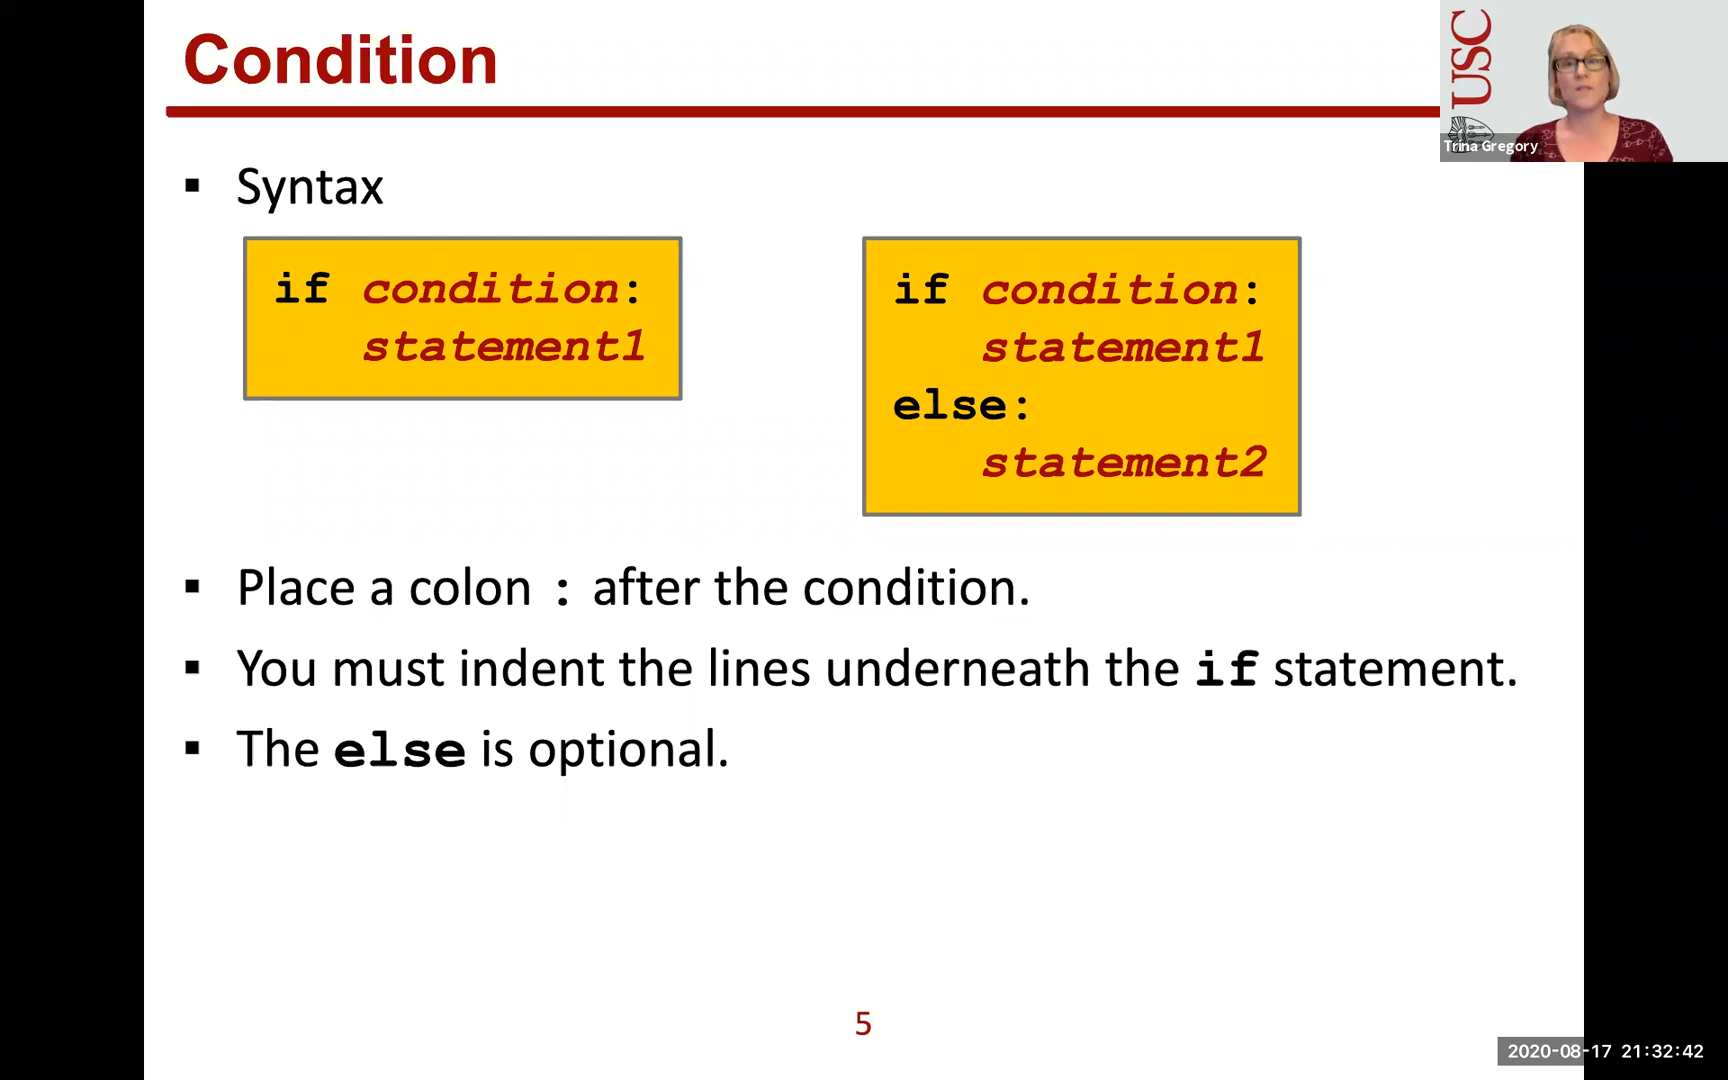 Condition
USC
Trina Gregory
▪ Syntax
if condition:
statement1
if condition:
statement1
else:
statement2
▪ Place a colon : after the condition.
▪ You must indent the lines underneath the if statement.
▪ The else is optional.
5
2020-08-17 21:32:42